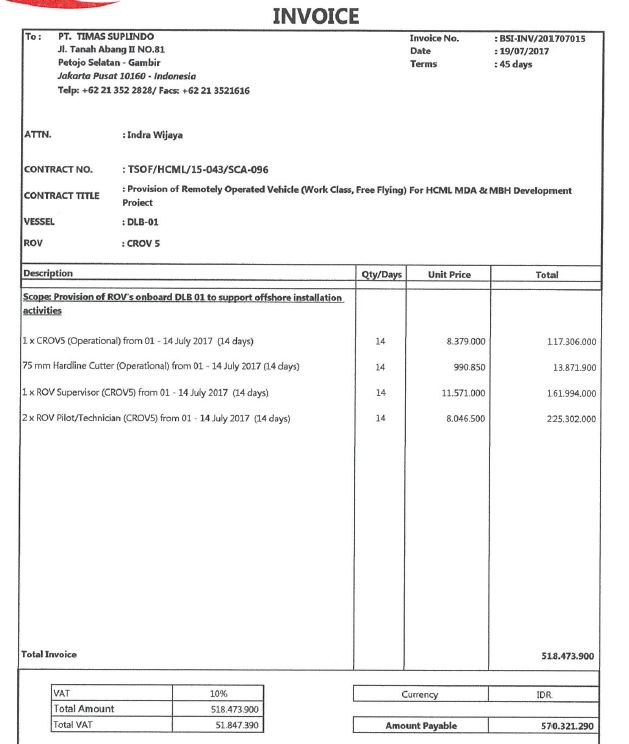 INVOICE
To : PT. TIMAS SUPLINDO
Jl. Tanah Abang II NO.81
Petojo Selatan - Gambir
Jakarta Pusat 10160 - Indonesia
Telp: +62 21 352 2828/ Facs: +62 21 3521616
Invoice No. : BSI-INV/201707015
Date : 19/07/2017
Terms : 45 days
ATTN. : Indra Wijaya
CONTRACT NO. : TSOF/HCML/15-043/SCA-096
CONTRACT TITLE : Provision of Remotely Operated Vehicle (Work Class, Free Flying) For HCML MDA & MBH Development
Project
VESSEL : DLB-01
ROV : CROV 5
Description Qty/Days Unit Price Total
Scope: Provision of ROV's onboard DLB 01 to support offshore installation
activities
1 x CROV5 (Operational) from 01 - 14 July 2017 (14 days) 14 8.379.000 117.306.000
75 mm Hardline Cutter (Operational) from 01 - 14 July 2017 (14 days) 14 990.850 13.871.900
1 x ROV Supervisor (CROV5) from 01 - 14 July 2017 (14 days) 14 11.571.000 161.994.000
2 x ROV Pilot/Technician (CROV5) from 01 - 14 July 2017 (14 days) 14 8.046.500 225.302.000
Total Invoice 518.473.900
VAT 10%
Total Amount 518.473.900
Total VAT 51.847.390
Currency IDR
Amount Payable 570.321.290